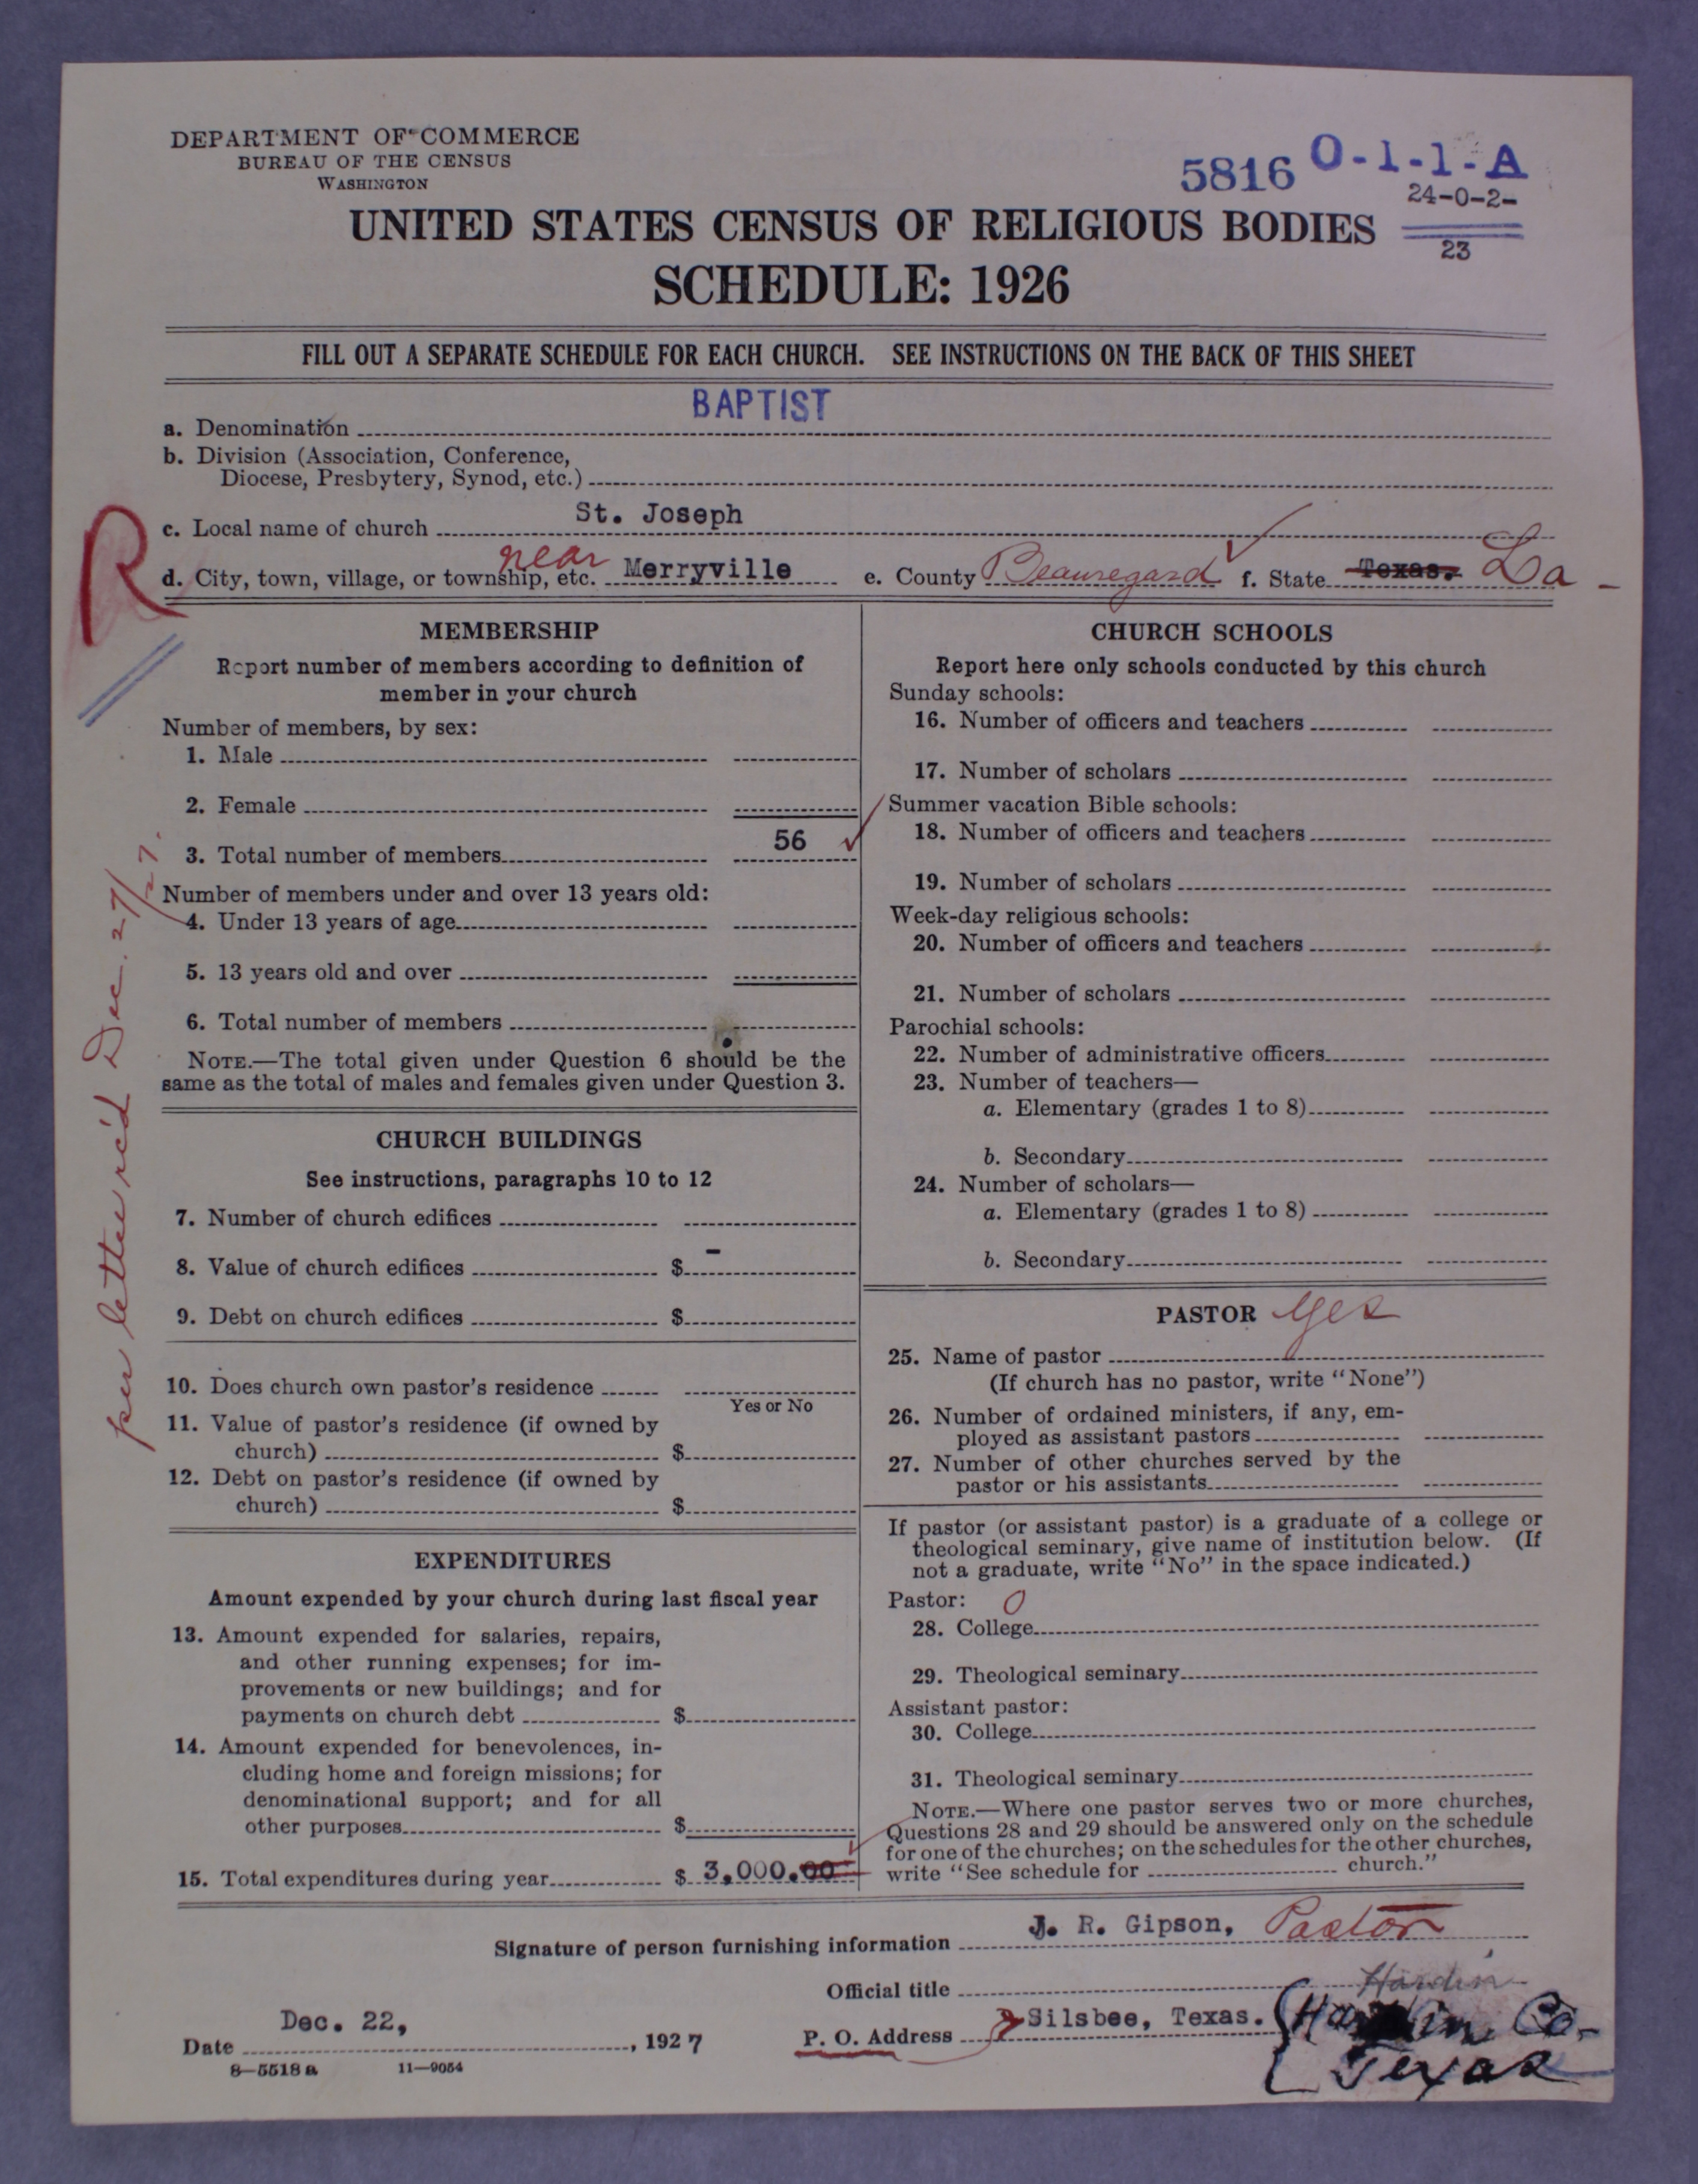 DEPARTMENT OF COMMERCE
BUREAU OF THE CENSUS
WASHINGTON
5816 0-1-1-A
24-0-2-
23
UNITED STATES CENSUS OF RELIGIOUS BODIES
SCHEDULE: 1926
FILL OUT A SEPARATE SCHEDULE FOR EACH CHURCH. SEE INSTRUCTIONS ON THE BACK OF THIS SHEET
BAPTIST
a. Denomination
b. Division (Association, Conference,
Diocese, Presbytery, Synod, etc.)
c. Local name of church St. Joseph
R
d. City, town, village, or township, etc. near Merryville e. County Beauregard f. State Texas. La -
per letter rc'd Dec. 27/27.
MEMBERSHIP
Report number of members according to definition of
member in your church
Number of members, by sex:
1. Male
2. Female
3. Total number of members 56
Number of members under and over 13 years old:
4. Under 13 years of age
5. 13 years old and over
6. Total number of members
NOTE.—The total given under Question 6 should be the
same as the total of males and females given under Question 3.
CHURCH BUILDINGS
See instructions, paragraphs 10 to 12
7. Number of church edifices
8. Value of church edifices $ -
9. Debt on church edifices $
10. Does church own pastor's residence
Yes or No
11. Value of pastor's residence (if owned by
church) $
12. Debt on pastor's residence (if owned by
church) $
EXPENDITURES
Amount expended by your church during last fiscal year
13. Amount expended for salaries, repairs,
and other running expenses; for im-
provements or new buildings; and for
payments on church debt $
14. Amount expended for benevolences, in-
cluding home and foreign missions; for
denominational support; and for all
other purposes $
15. Total expenditures during year $ 3,000.00
CHURCH SCHOOLS
Report here only schools conducted by this church
Sunday schools:
16. Number of officers and teachers
17. Number of scholars
Summer vacation Bible schools:
18. Number of officers and teachers
19. Number of scholars
Week-day religious schools:
20. Number of officers and teachers
21. Number of scholars
Parochial schools:
22. Number of administrative officers
23. Number of teachers—
a. Elementary (grades 1 to 8)
b. Secondary
24. Number of scholars—
a. Elementary (grades 1 to 8)
b. Secondary
PASTOR Yes
25. Name of pastor
(If church has no pastor, write "None")
26. Number of ordained ministers, if any, em-
ployed as assistant pastors
27. Number of other churches served by the
pastor or his assistants
If pastor (or assistant pastor) is a graduate of a college or
theological seminary, give name of institution below. (If
not a graduate, write "No" in the space indicated.)
Pastor: 0
28. College
29. Theological seminary
Assistant pastor:
30. College
31. Theological seminary
NOTE.—Where one pastor serves two or more churches,
Questions 28 and 29 should be answered only on the schedule
for one of the churches; on the schedules for the other churches,
write "See schedule for church."
Signature of person furnishing information J. R. Gipson, Pastor
Official title
Hardin
Date Dec. 22, , 1927 P. O. Address Silsbee, Texas. Hardin Co-
Texas
8—5518a 11—9054